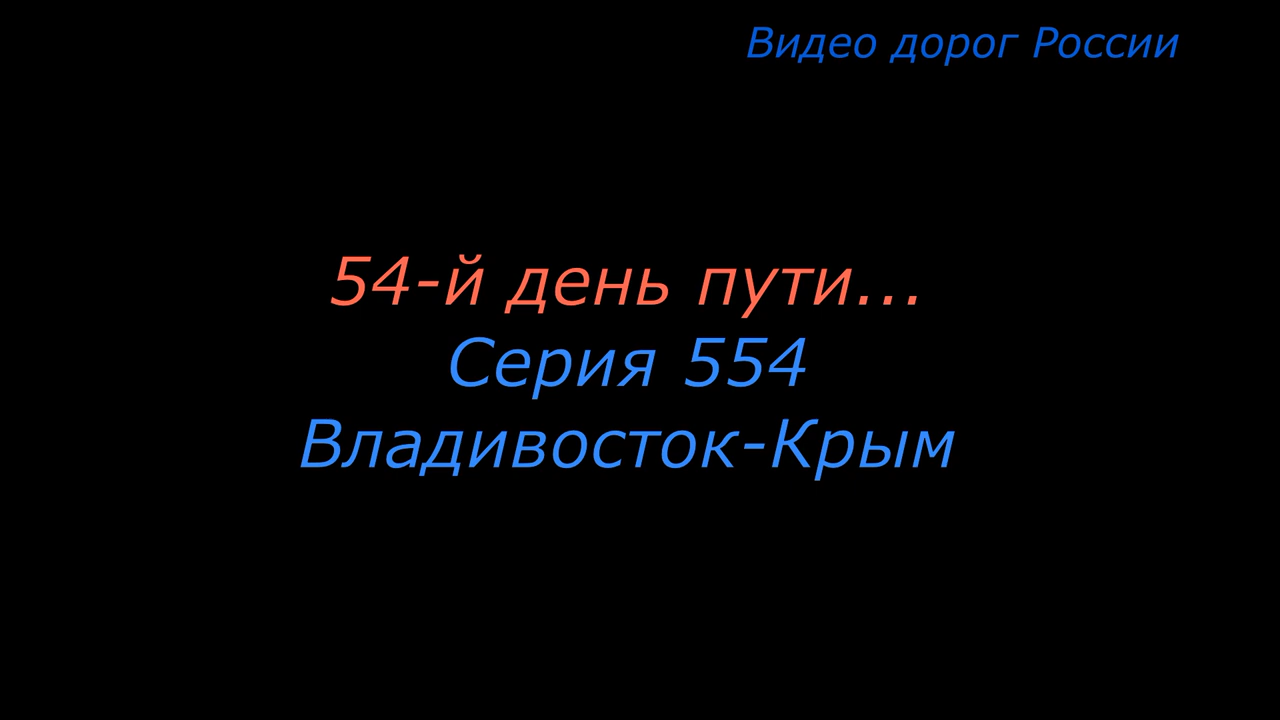 Видео дорог России
54-й день пути...
Серия 554
Владивосток-Крым